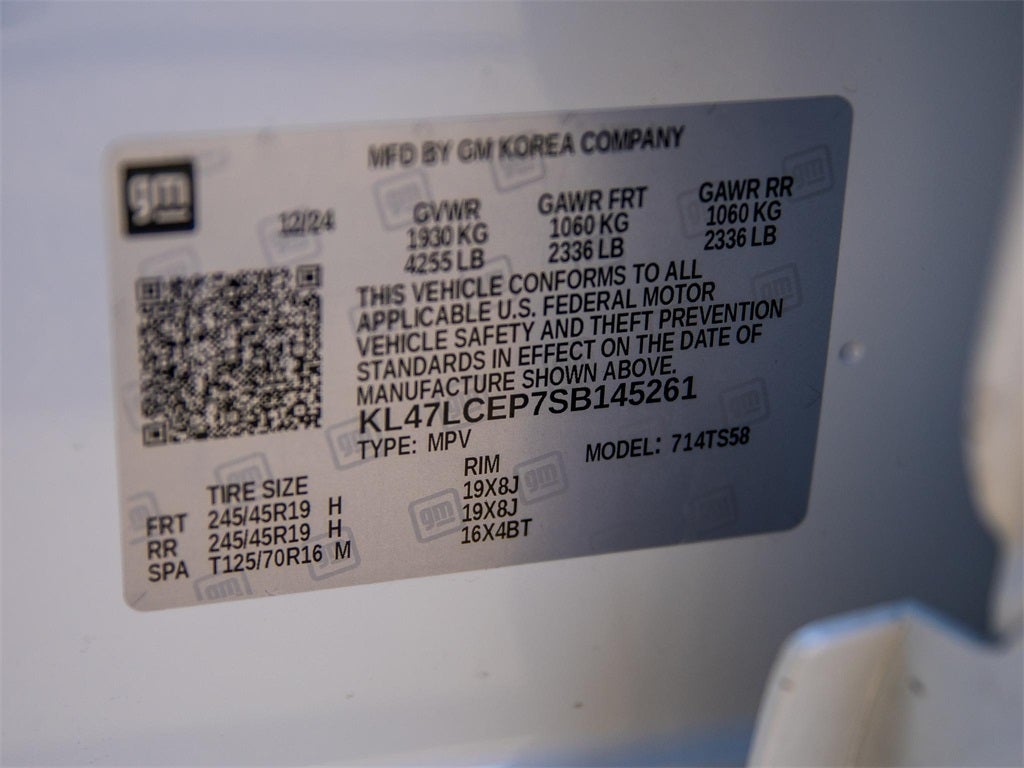 gm
MFD BY GM KOREA COMPANY
12/24
GVWR GAWR FRT GAWR RR
1930 KG 1060 KG 1060 KG
4255 LB 2336 LB 2336 LB
THIS VEHICLE CONFORMS TO ALL
APPLICABLE U.S. FEDERAL MOTOR
VEHICLE SAFETY AND THEFT PREVENTION
STANDARDS IN EFFECT ON THE DATE OF
MANUFACTURE SHOWN ABOVE.
KL47LCEP7SB145261
TYPE: MPV MODEL: 714TS58
TIRE SIZE RIM
FRT 245/45R19 H 19X8J
RR 245/45R19 H 19X8J
SPA T125/70R16 M 16X4BT